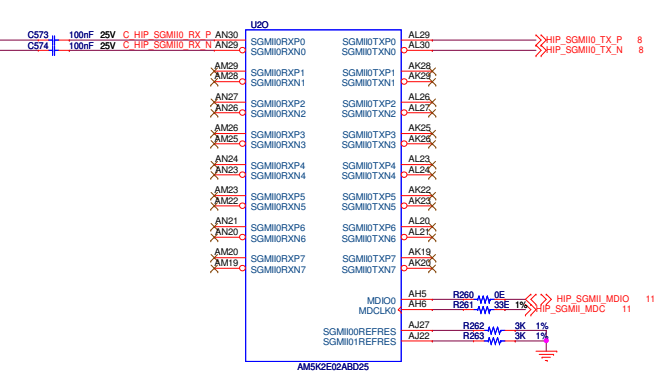 U2O
C573 100nF 25V C_HIP_SGMII0_RX_P AN30 SGMII0RXP0 SGMII0TXP0 AL29 HIP_SGMII0_TX_P 8
C574 100nF 25V C_HIP_SGMII0_RX_N AN29 SGMII0RXN0 SGMII0TXN0 AL30 HIP_SGMII0_TX_N 8
AM29 SGMII0RXP1 SGMII0TXP1 AK28
AM28 SGMII0RXN1 SGMII0TXN1 AK29
AN27 SGMII0RXP2 SGMII0TXP2 AL26
AN26 SGMII0RXN2 SGMII0TXN2 AL27
AM26 SGMII0RXP3 SGMII0TXP3 AK25
AM25 SGMII0RXN3 SGMII0TXN3 AK26
AN24 SGMII0RXP4 SGMII0TXP4 AL23
AN23 SGMII0RXN4 SGMII0TXN4 AL24
AM23 SGMII0RXP5 SGMII0TXP5 AK22
AM22 SGMII0RXN5 SGMII0TXN5 AK23
AN21 SGMII0RXP6 SGMII0TXP6 AL20
AN20 SGMII0RXN6 SGMII0TXN6 AL21
AM20 SGMII0RXP7 SGMII0TXP7 AK19
AM19 SGMII0RXN7 SGMII0TXN7 AK20
MDIO0 AH5 R260 0E HIP_SGMII_MDIO 11
MDCLK0 AH6 R261 33E 1% HIP_SGMII_MDC 11
SGMII00REFRES AJ27 R262 3K 1%
SGMII01REFRES AJ22 R263 3K 1%
AM5K2E02ABD25